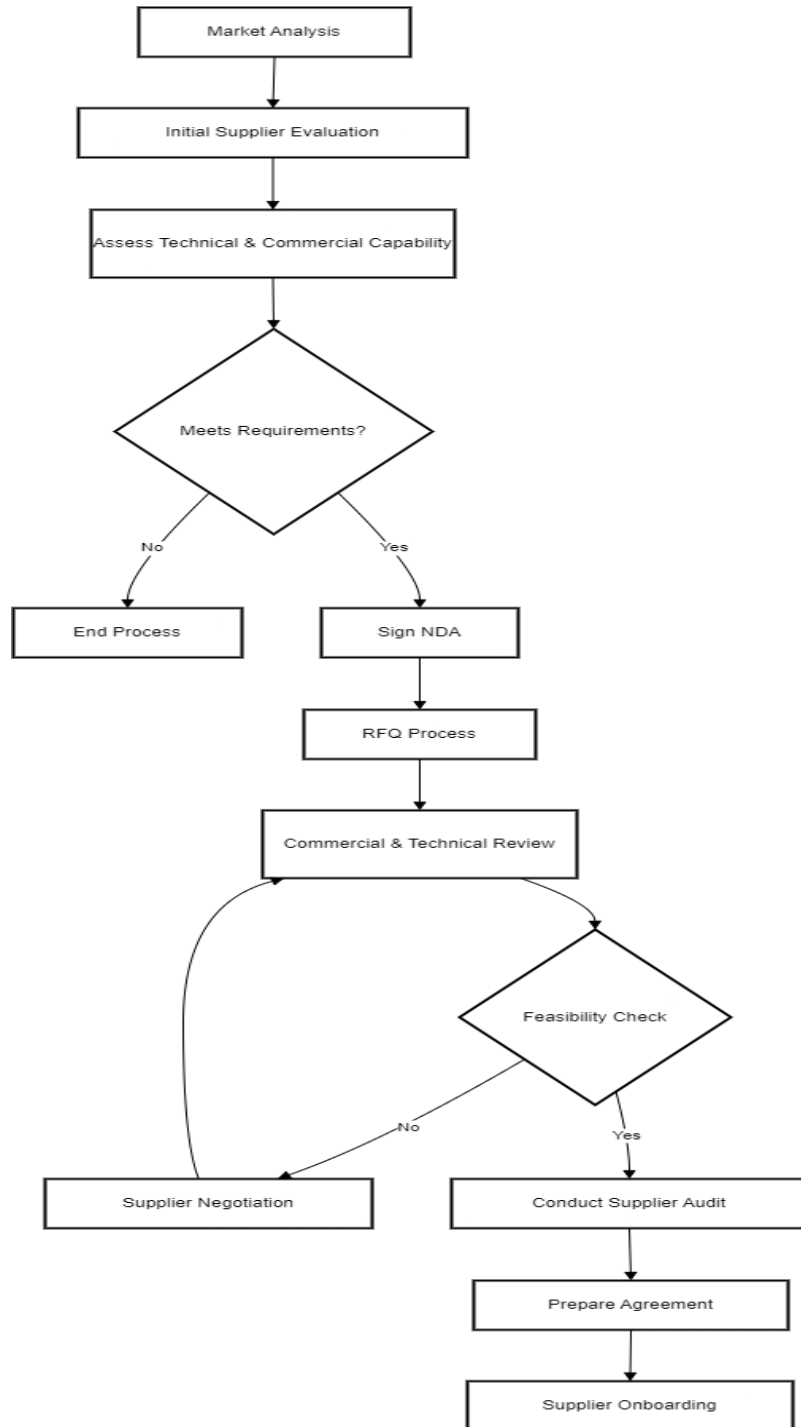 Market Analysis
Initial Supplier Evaluation
Assess Technical & Commercial Capability
Meets Requirements?
No
Yes
End Process
Sign NDA
RFQ Process
Commercial & Technical Review
Feasibility Check
No
Yes
Supplier Negotiation
Conduct Supplier Audit
Prepare Agreement
Supplier Onboarding